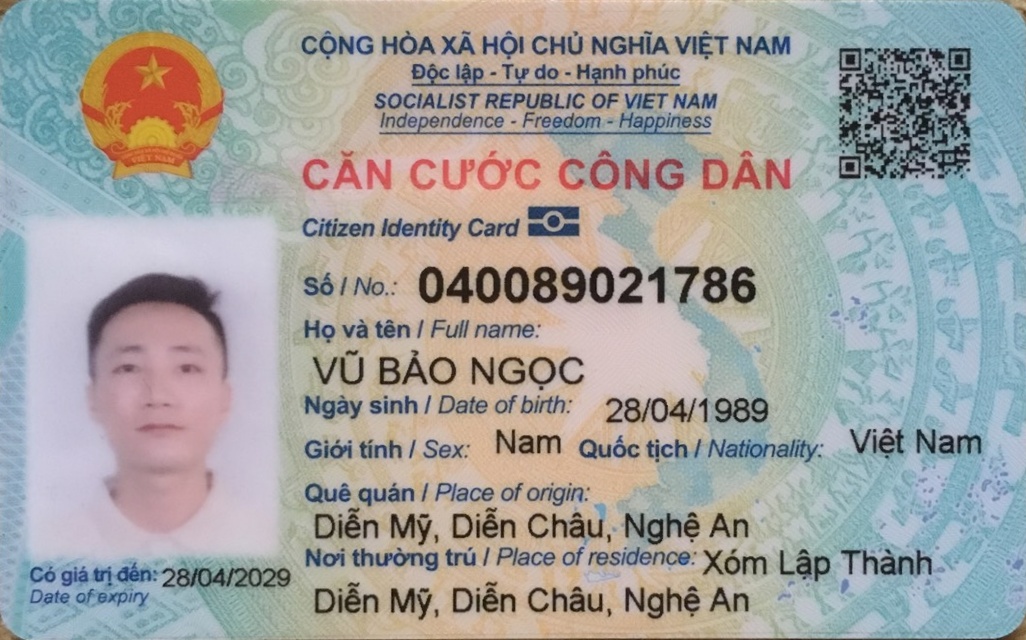 CỘNG HÒA XÃ HỘI CHỦ NGHĨA VIỆT NAM
Độc lập - Tự do - Hạnh phúc
SOCIALIST REPUBLIC OF VIET NAM
Independence - Freedom - Happiness
CĂN CƯỚC CÔNG DÂN
Citizen Identity Card
VIỆT NAM
Số / No.: 040089021786
Họ và tên / Full name:
VŨ BẢO NGỌC
Ngày sinh / Date of birth: 28/04/1989
Giới tính / Sex: Nam Quốc tịch / Nationality: Việt Nam
Quê quán / Place of origin:
Diễn Mỹ, Diễn Châu, Nghệ An
Nơi thường trú / Place of residence: Xóm Lập Thành
Diễn Mỹ, Diễn Châu, Nghệ An
Có giá trị đến: 28/04/2029
Date of expiry